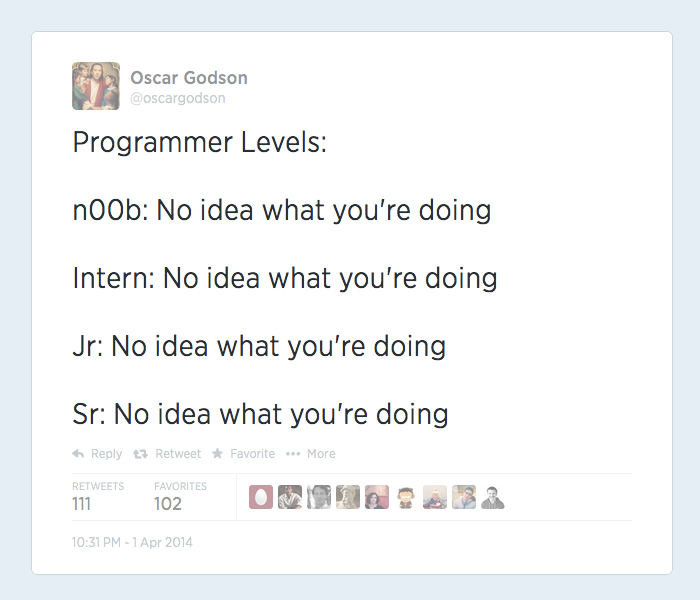 Oscar Godson
@oscargodson
Programmer Levels:
n00b: No idea what you're doing
Intern: No idea what you're doing
Jr: No idea what you're doing
Sr: No idea what you're doing
Reply Retweet Favorite More
RETWEETS FAVORITES
111 102
10:31 PM - 1 Apr 2014